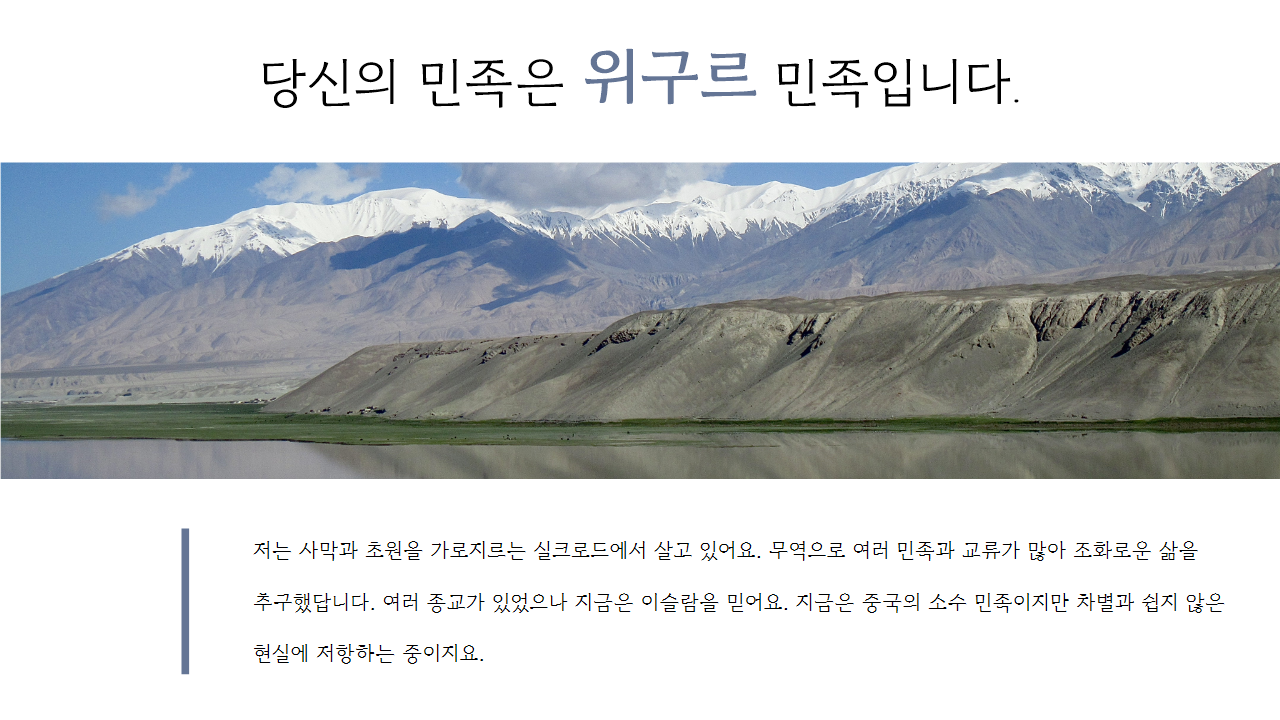 당신의 민족은 위구르 민족입니다.
저는 사막과 초원을 가로지르는 실크로드에서 살고 있어요. 무역으로 여러 민족과 교류가 많아 조화로운 삶을
추구했답니다. 여러 종교가 있었으나 지금은 이슬람을 믿어요. 지금은 중국의 소수 민족이지만 차별과 쉽지 않은
현실에 저항하는 중이지요.